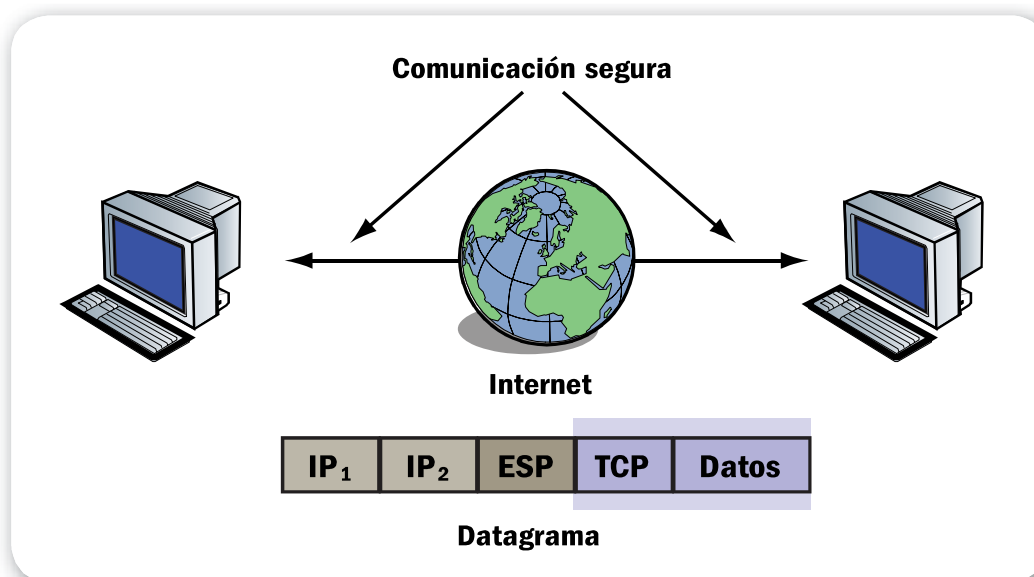 Comunicación segura
Internet
IP₁ IP₂ ESP TCP Datos
Datagrama